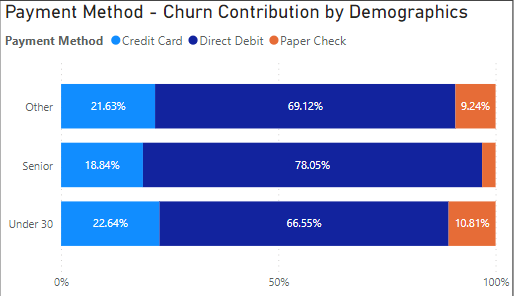 Payment Method - Churn Contribution by Demographics
Payment Method Credit Card Direct Debit Paper Check
Other 21.63% 69.12% 9.24%
Senior 18.84% 78.05%
Under 30 22.64% 66.55% 10.81%
0% 50% 100%